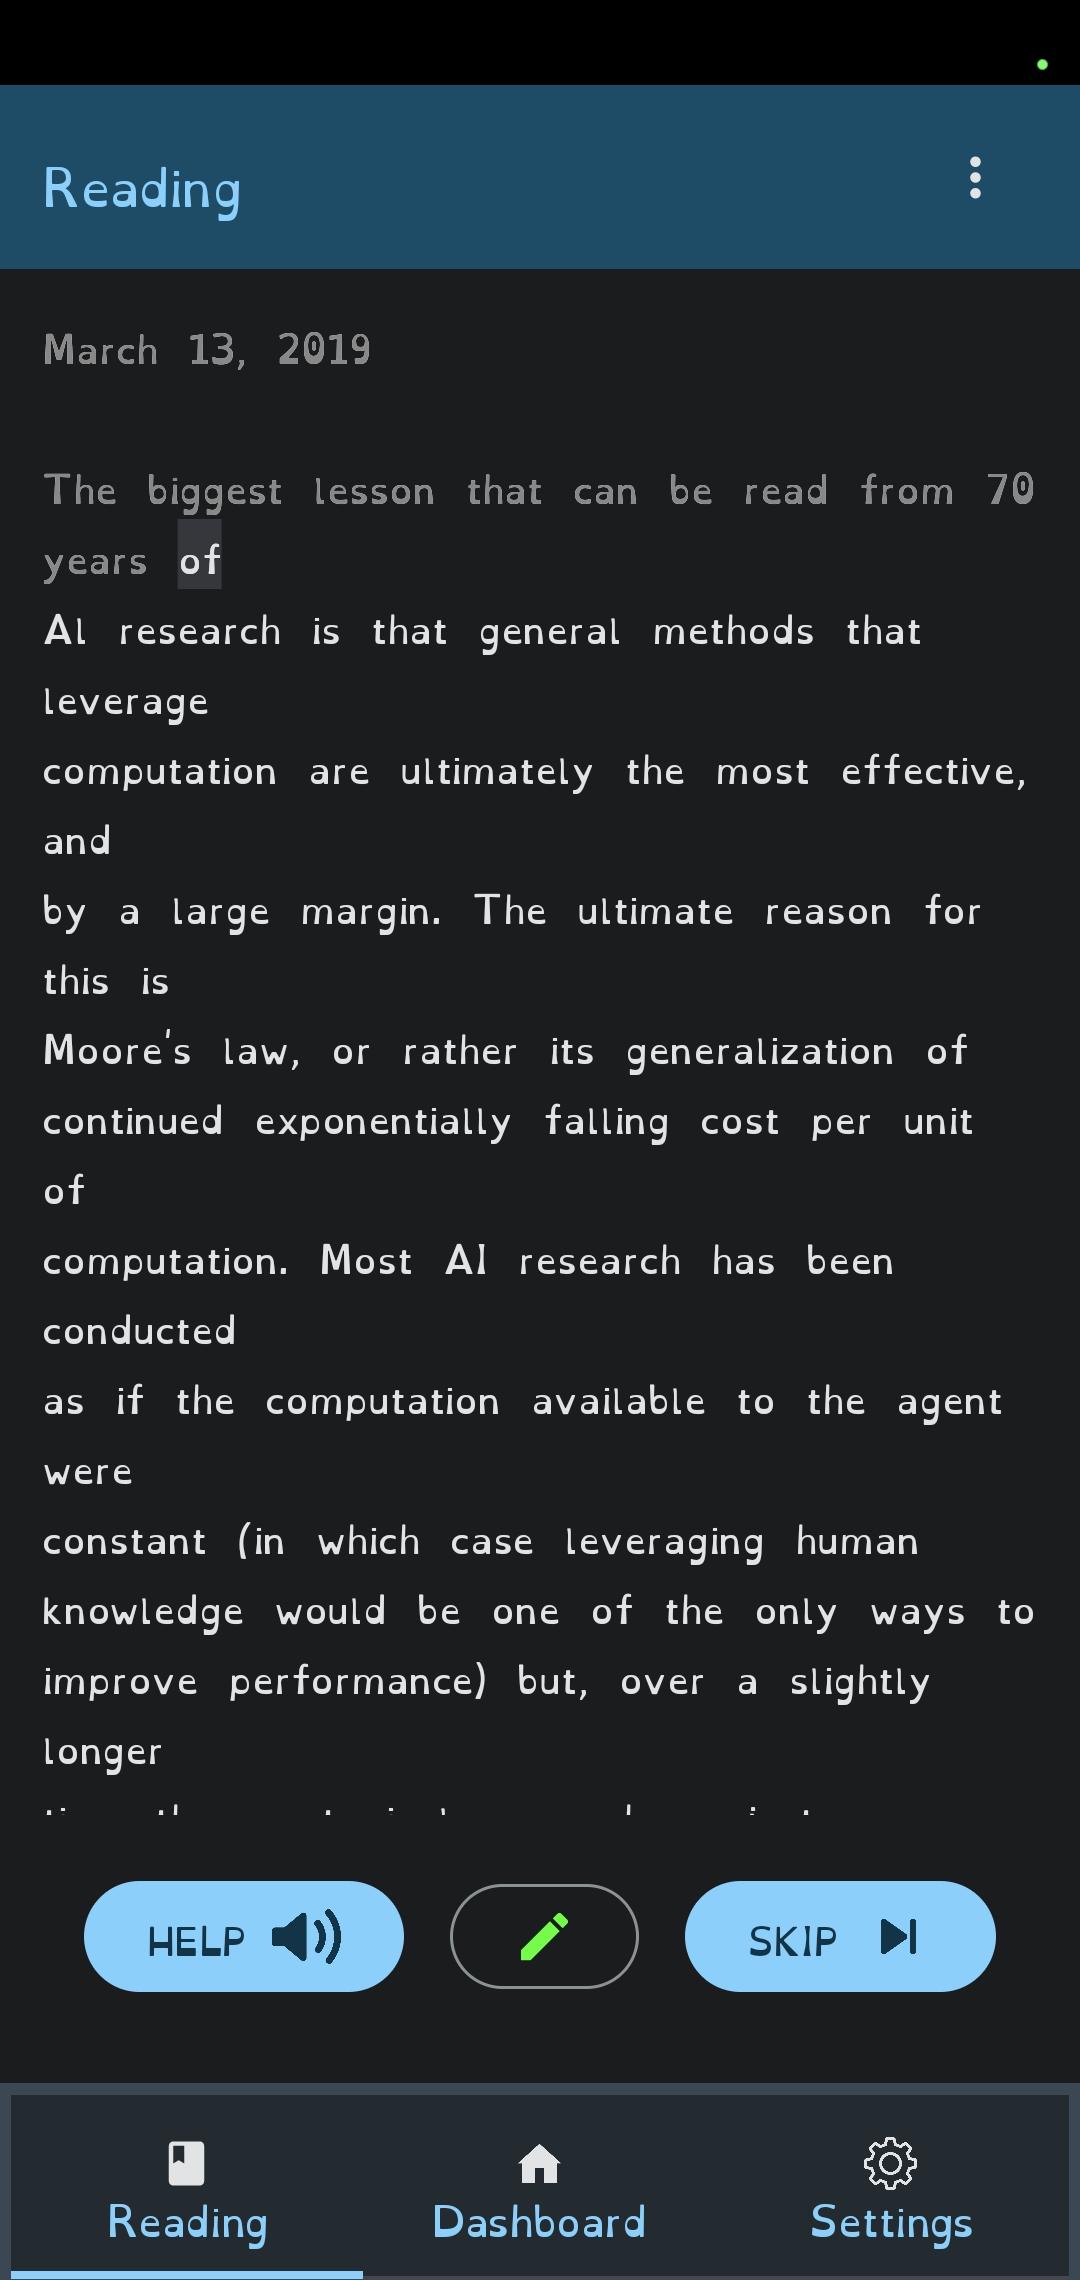 Reading
March 13, 2019
The biggest lesson that can be read from 70
years of
AI research is that general methods that
leverage
computation are ultimately the most effective,
and
by a large margin. The ultimate reason for
this is
Moore's law, or rather its generalization of
continued exponentially falling cost per unit
of
computation. Most AI research has been
conducted
as if the computation available to the agent
were
constant (in which case leveraging human
knowledge would be one of the only ways to
improve performance) but, over a slightly
longer
HELP
SKIP
Reading
Dashboard
Settings